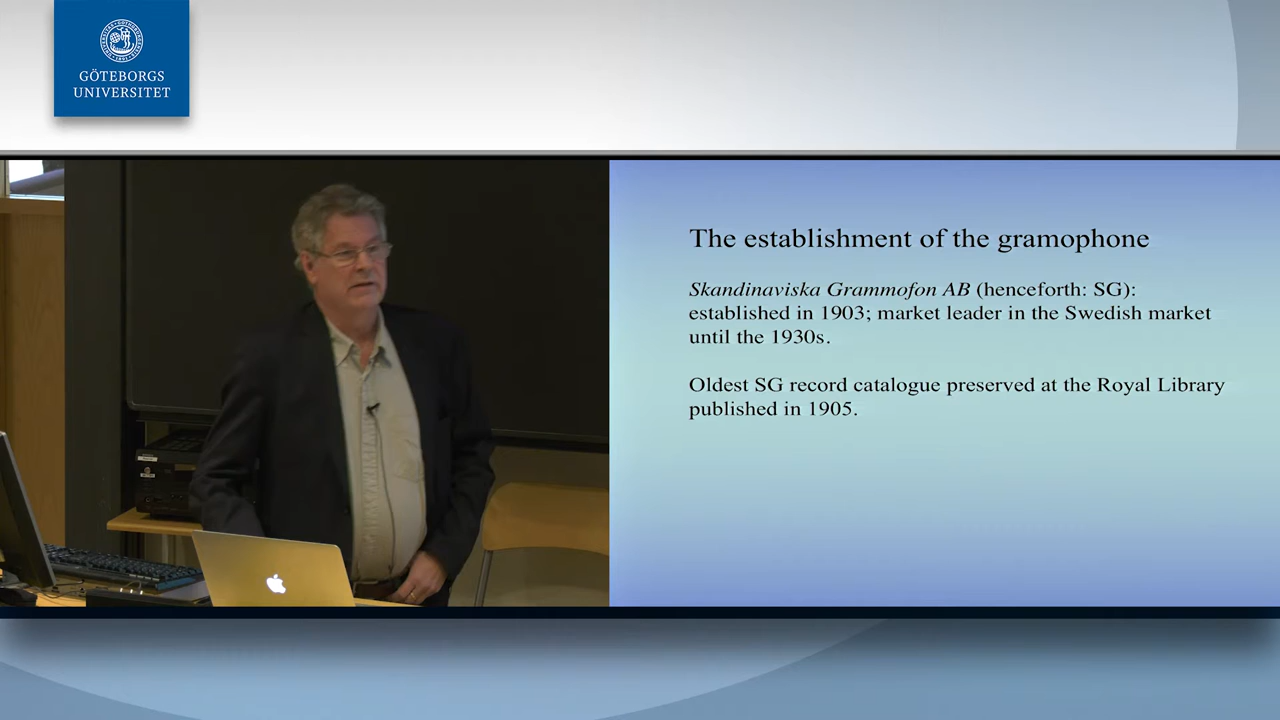 GÖTEBORGS
UNIVERSITET
The establishment of the gramophone
Skandinaviska Grammofon AB (henceforth: SG):
established in 1903; market leader in the Swedish market
until the 1930s.
Oldest SG record catalogue preserved at the Royal Library
published in 1905.